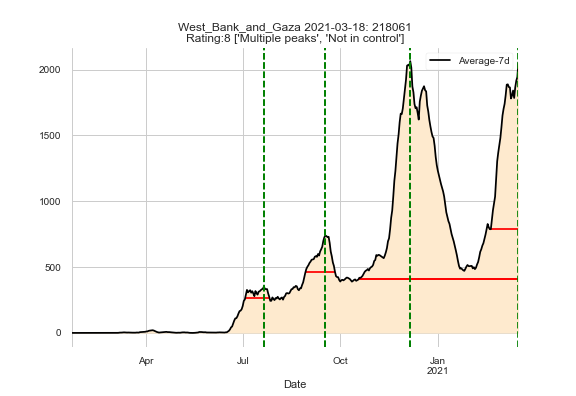 West_Bank_and_Gaza 2021-03-18: 218061
Rating:8 ['Multiple peaks', 'Not in control']
Average-7d
2000
1500
1000
500
0
Apr
Jul
Oct
Jan
2021
Date